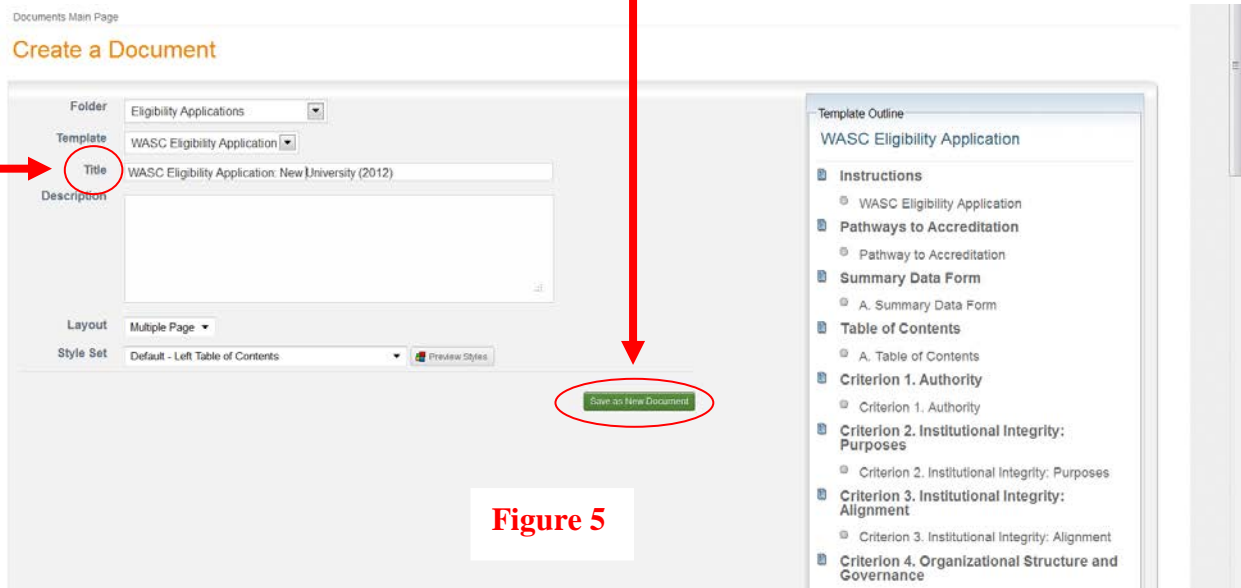 Documents Main Page
Create a Document
Folder
Eligibility Applications
Template
WASC Eligibility Application
Title
WASC Eligibility Application: New University (2012)
Description
Layout
Multiple Page
Style Set
Default - Left Table of Contents
Preview Styles
Save as New Document
Figure 5
Template Outline
WASC Eligibility Application
Instructions
WASC Eligibility Application
Pathways to Accreditation
Pathway to Accreditation
Summary Data Form
A. Summary Data Form
Table of Contents
A. Table of Contents
Criterion 1. Authority
Criterion 1. Authority
Criterion 2. Institutional Integrity:
Purposes
Criterion 2. Institutional Integrity: Purposes
Criterion 3. Institutional Integrity:
Alignment
Criterion 3. Institutional Integrity: Alignment
Criterion 4. Organizational Structure and
Governance